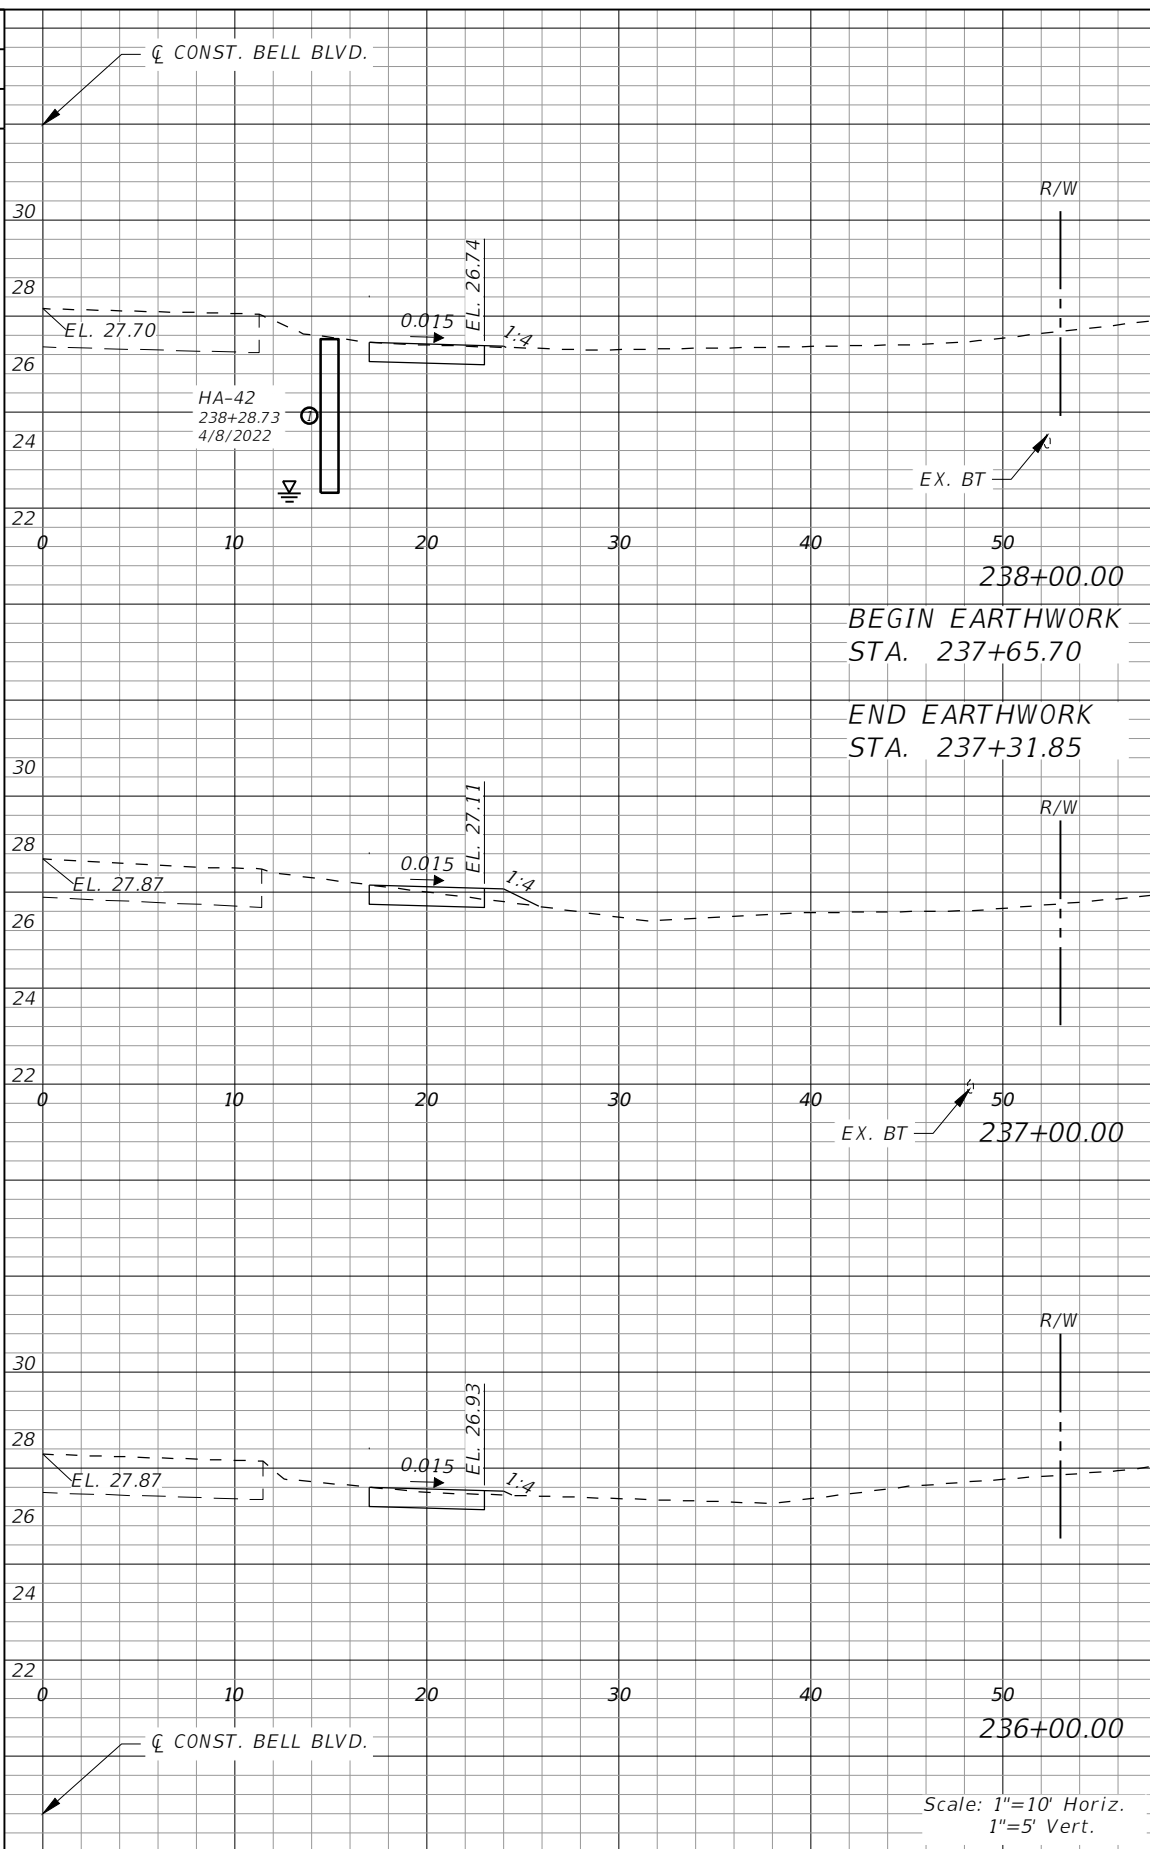 ℄ CONST. BELL BLVD.
R/W
30
28
26
24
22
EL. 27.70
0.015
EL. 26.74
1:4
HA-42
238+28.73
4/8/2022
1
EX. BT
0 10 20 30 40 50
238+00.00
BEGIN EARTHWORK
STA. 237+65.70
END EARTHWORK
STA. 237+31.85
R/W
30
28
26
24
22
EL. 27.87
0.015
EL. 27.11
1:4
0 10 20 30 40 50
EX. BT
237+00.00
R/W
30
28
26
24
22
EL. 27.87
0.015
EL. 26.93
1:4
0 10 20 30 40 50
236+00.00
℄ CONST. BELL BLVD.
Scale: 1"=10' Horiz.
1"=5' Vert.